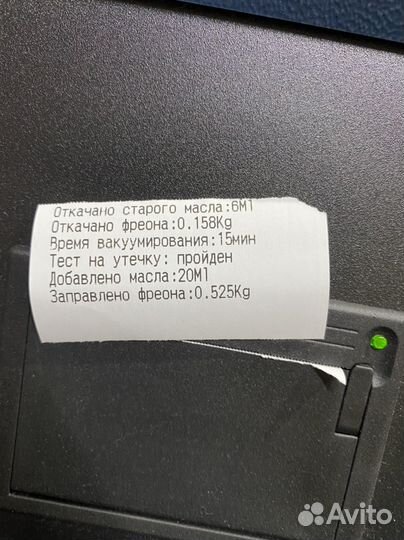 Откачано старого масла:6Ml
Откачано фреона:0.158Kg
Время вакуумирования:15мин
Тест на утечку: пройден
Добавлено масла:20Ml
Заправлено фреона:0.525Kg
Avito